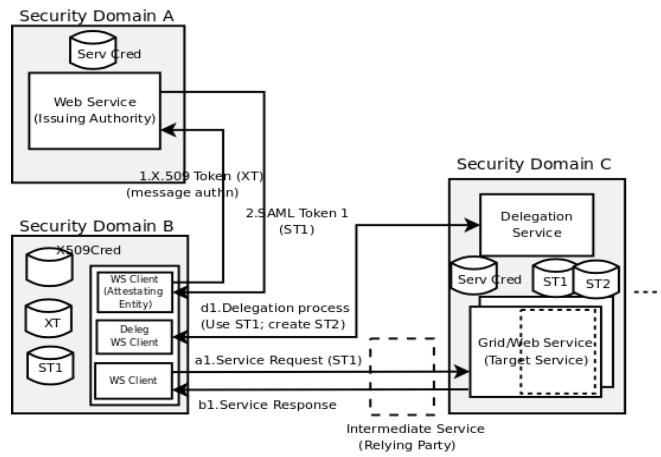 Security Domain A
Serv Cred
Web Service
(Issuing Authority)
1.X.509 Token (XT)
(message authn)
2.SAML Token 1
(ST1)
Security Domain B
X509Cred
WS Client
(Attestating
Entity)
XT
Deleg
WS Client
ST1
WS Client
d1.Delegation process
(Use ST1; create ST2)
a1.Service Request (ST1)
b1.Service Response
Intermediate Service
(Relying Party)
Security Domain C
Delegation
Service
Serv Cred
ST1
ST2
Grid/Web Service
(Target Service)